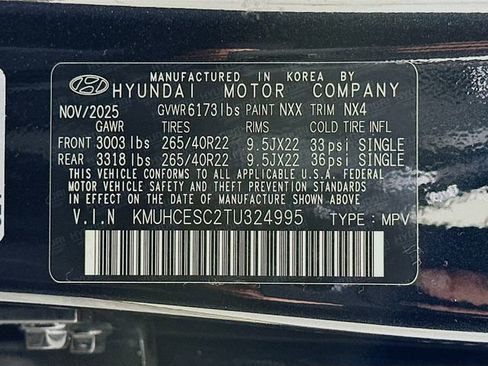 MANUFACTURED IN KOREA BY
HYUNDAI MOTOR COMPANY
NOV/2025 GVWR 6173lbs PAINT NXX TRIM NX4
GAWR TIRES RIMS COLD TIRE INFL
FRONT 3003 lbs 265/40R22 9.5JX22 33psi SINGLE
REAR 3318 lbs 265/40R22 9.5JX22 36psi SINGLE
THIS VEHICLE CONFORMS TO ALL APPLICABLE U.S.A. FEDERAL
MOTOR VEHICLE SAFETY, BUMPER, AND THEFT PREVENTION
STANDARDS IN EFFECT ON THE DATE OF MANUFACTURE SHOWN ABOVE.
V.I.N KMUHCESC2TU324995 TYPE : MPV